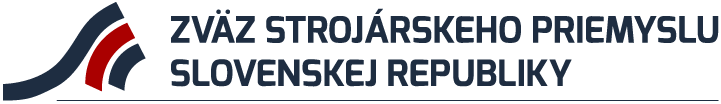 ZVÄZ STROJÁRSKEHO PRIEMYSLU
SLOVENSKEJ REPUBLIKY